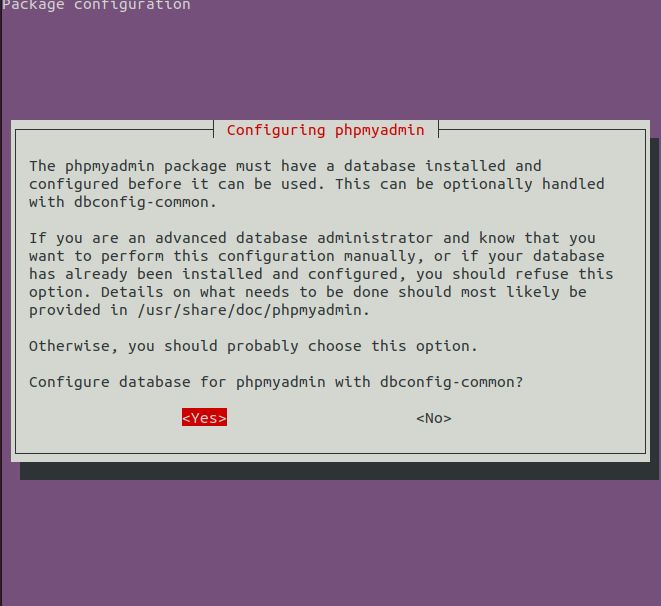 Package configuration
Configuring phpmyadmin
The phpmyadmin package must have a database installed and
configured before it can be used. This can be optionally handled
with dbconfig-common.
If you are an advanced database administrator and know that you
want to perform this configuration manually, or if your database
has already been installed and configured, you should refuse this
option. Details on what needs to be done should most likely be
provided in /usr/share/doc/phpmyadmin.
Otherwise, you should probably choose this option.
Configure database for phpmyadmin with dbconfig-common?
<Yes> <No>